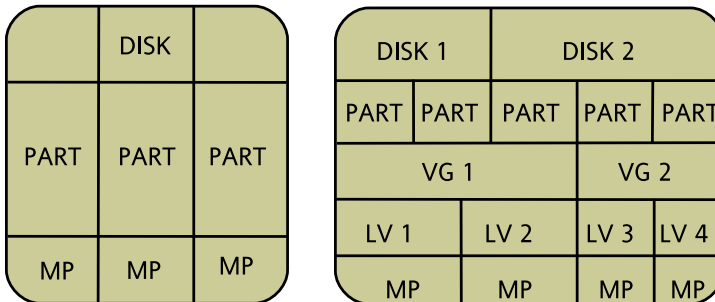 DISK
PART PART PART
MP MP MP
DISK 1 DISK 2
PART PART PART PART PART
VG 1 VG 2
LV 1 LV 2 LV 3 LV 4
MP MP MP MP